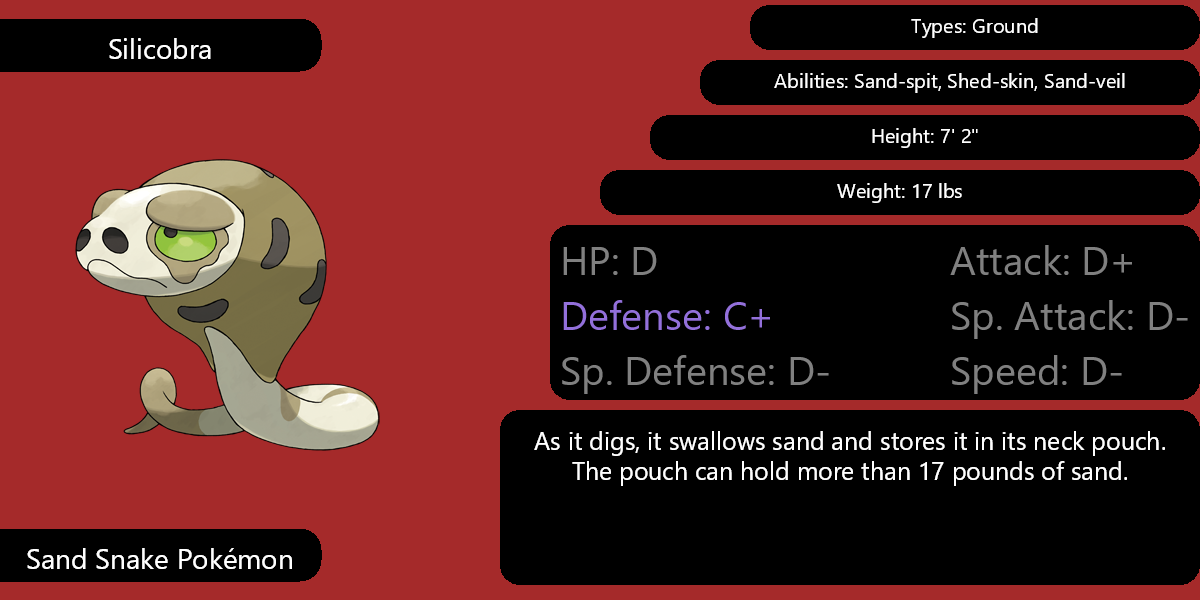 Silicobra
Types: Ground
Abilities: Sand-spit, Shed-skin, Sand-veil
Height: 7' 2"
Weight: 17 lbs
HP: D
Attack: D+
Defense: C+
Sp. Attack: D-
Sp. Defense: D-
Speed: D-
As it digs, it swallows sand and stores it in its neck pouch.
The pouch can hold more than 17 pounds of sand.
Sand Snake Pokémon